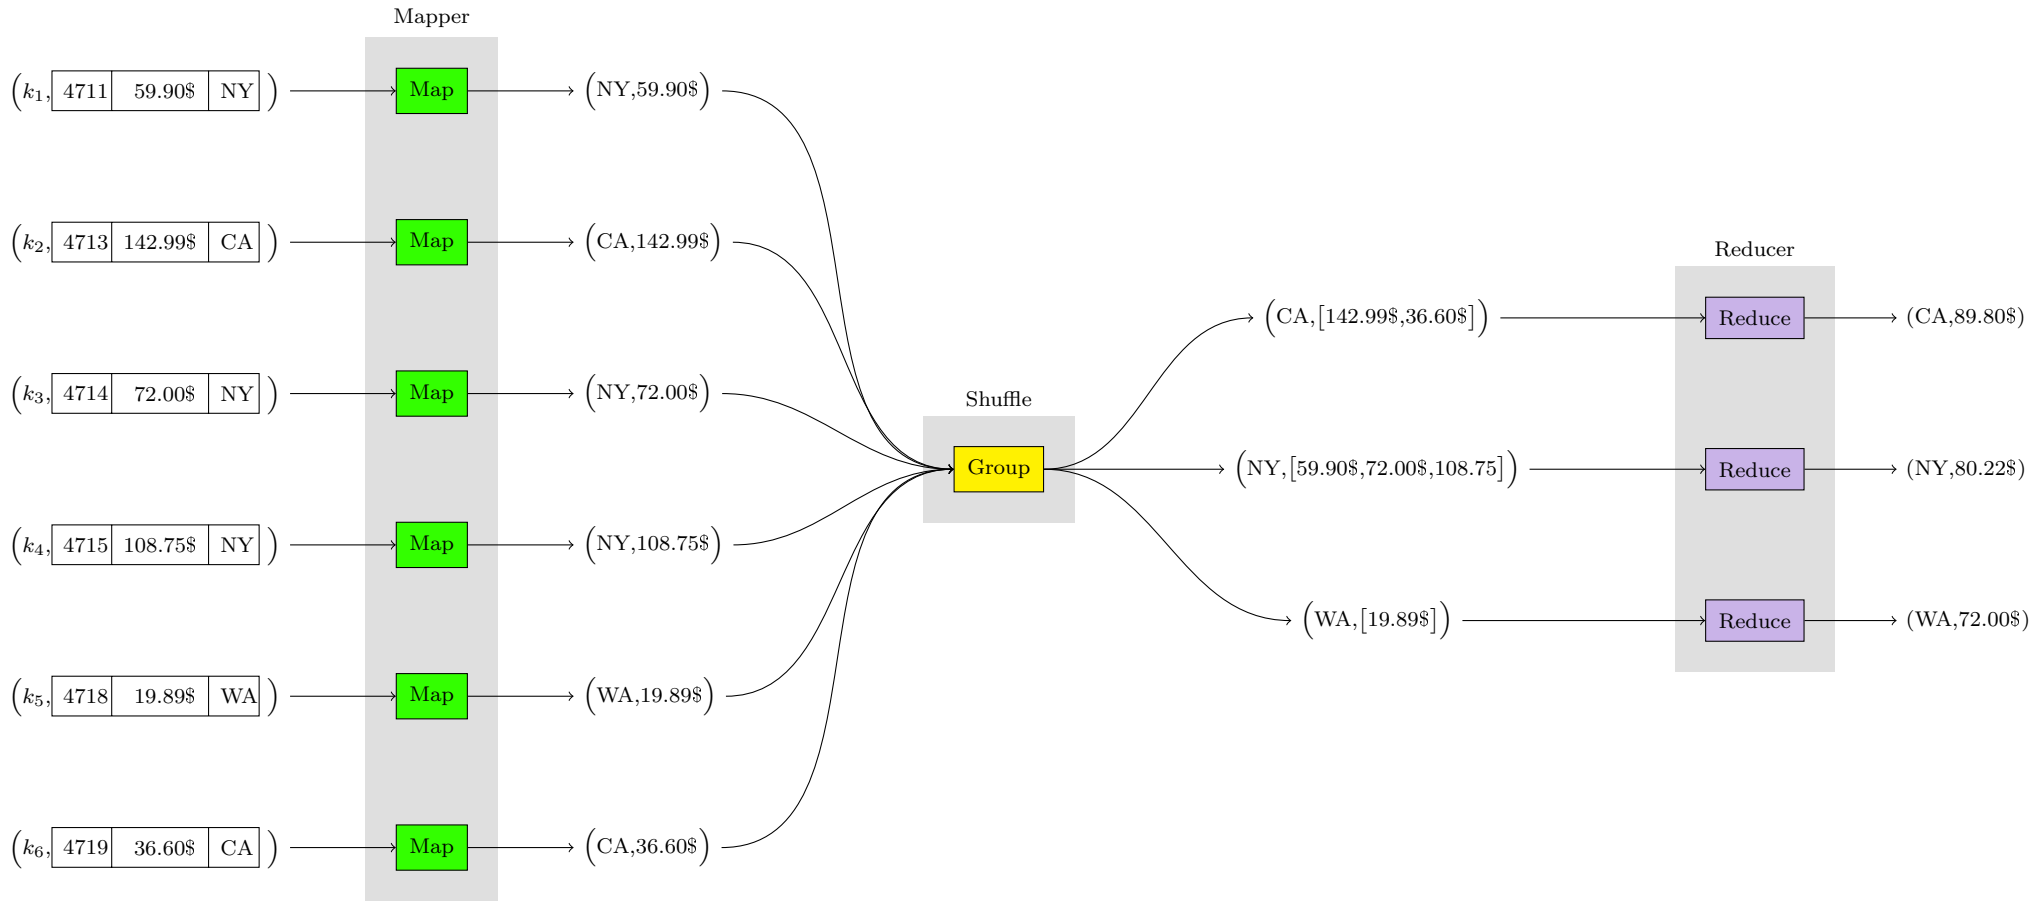 Mapper
(k1, 4711 59.90$ NY ) Map (NY,59.90$)
(k2, 4713 142.99$ CA ) Map (CA,142.99$)
Reducer
(CA,[142.99$,36.60$]) Reduce (CA,89.80$)
(k3, 4714 72.00$ NY ) Map (NY,72.00$)
Shuffle
Group (NY,[59.90$,72.00$,108.75]) Reduce (NY,80.22$)
(k4, 4715 108.75$ NY ) Map (NY,108.75$)
(WA,[19.89$]) Reduce (WA,72.00$)
(k5, 4718 19.89$ WA ) Map (WA,19.89$)
(k6, 4719 36.60$ CA ) Map (CA,36.60$)